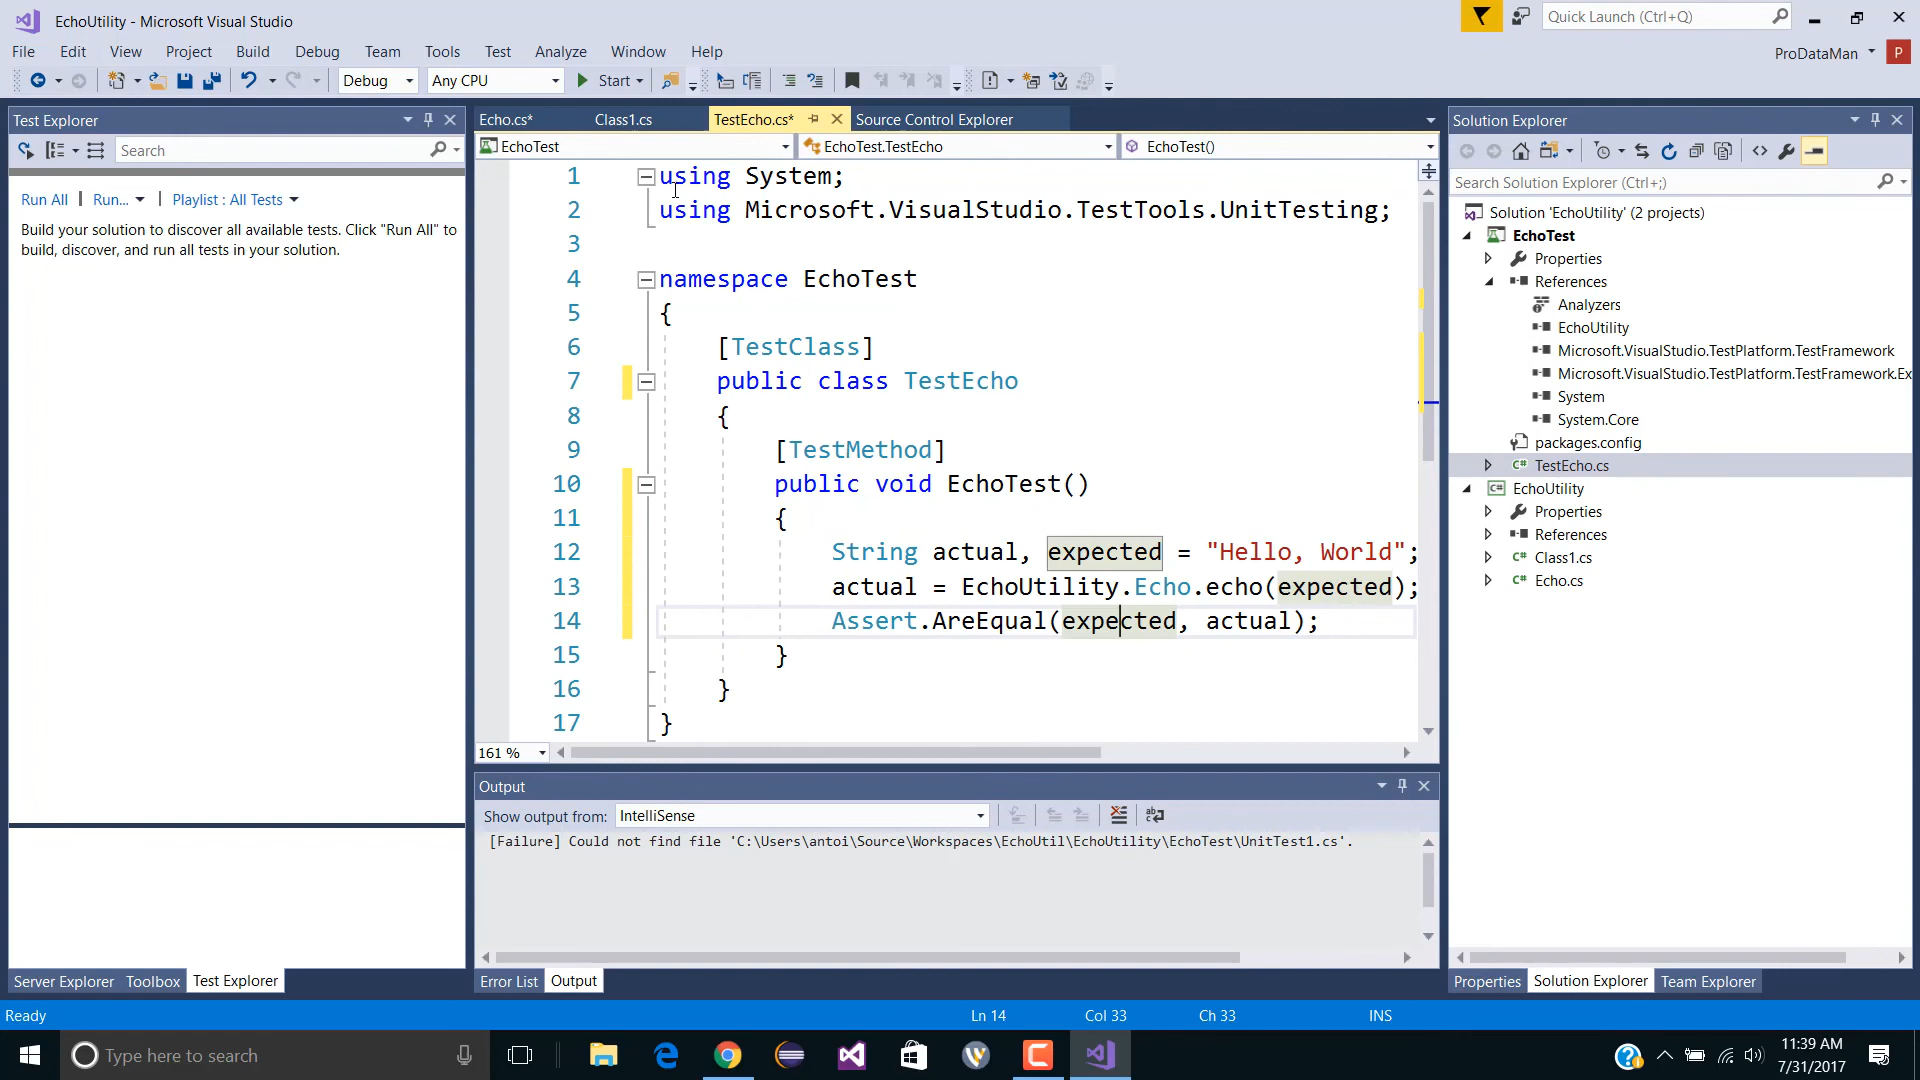 EchoUtility - Microsoft Visual Studio
Quick Launch (Ctrl+Q)
File Edit View Project Build Debug Team Tools Test Analyze Window Help
ProDataMan P
Debug Any CPU Start
Test Explorer
Search
Run All | Run... | Playlist : All Tests
Build your solution to discover all available tests. Click "Run All" to
build, discover, and run all tests in your solution.
Server Explorer Toolbox Test Explorer
Echo.cs* Class1.cs TestEcho.cs* Source Control Explorer
EchoTest EchoTest.TestEcho EchoTest()
1 using System;
2 using Microsoft.VisualStudio.TestTools.UnitTesting;
3
4 namespace EchoTest
5 {
6 [TestClass]
7 public class TestEcho
8 {
9 [TestMethod]
10 public void EchoTest()
11 {
12 String actual, expected = "Hello, World";
13 actual = EchoUtility.Echo.echo(expected);
14 Assert.AreEqual(expected, actual);
15 }
16 }
17 }
161 %
Output
Show output from: IntelliSense
[Failure] Could not find file 'C:\Users\antoi\Source\Workspaces\EchoUtil\EchoUtility\EchoTest\UnitTest1.cs'.
Error List Output
Solution Explorer
Search Solution Explorer (Ctrl+;)
Solution 'EchoUtility' (2 projects)
EchoTest
Properties
References
Analyzers
EchoUtility
Microsoft.VisualStudio.TestPlatform.TestFramework
Microsoft.VisualStudio.TestPlatform.TestFramework.Ex
System
System.Core
packages.config
C# TestEcho.cs
C# EchoUtility
Properties
References
C# Class1.cs
C# Echo.cs
Properties Solution Explorer Team Explorer
Ready Ln 14 Col 33 Ch 33 INS
Type here to search
11:39 AM
7/31/2017